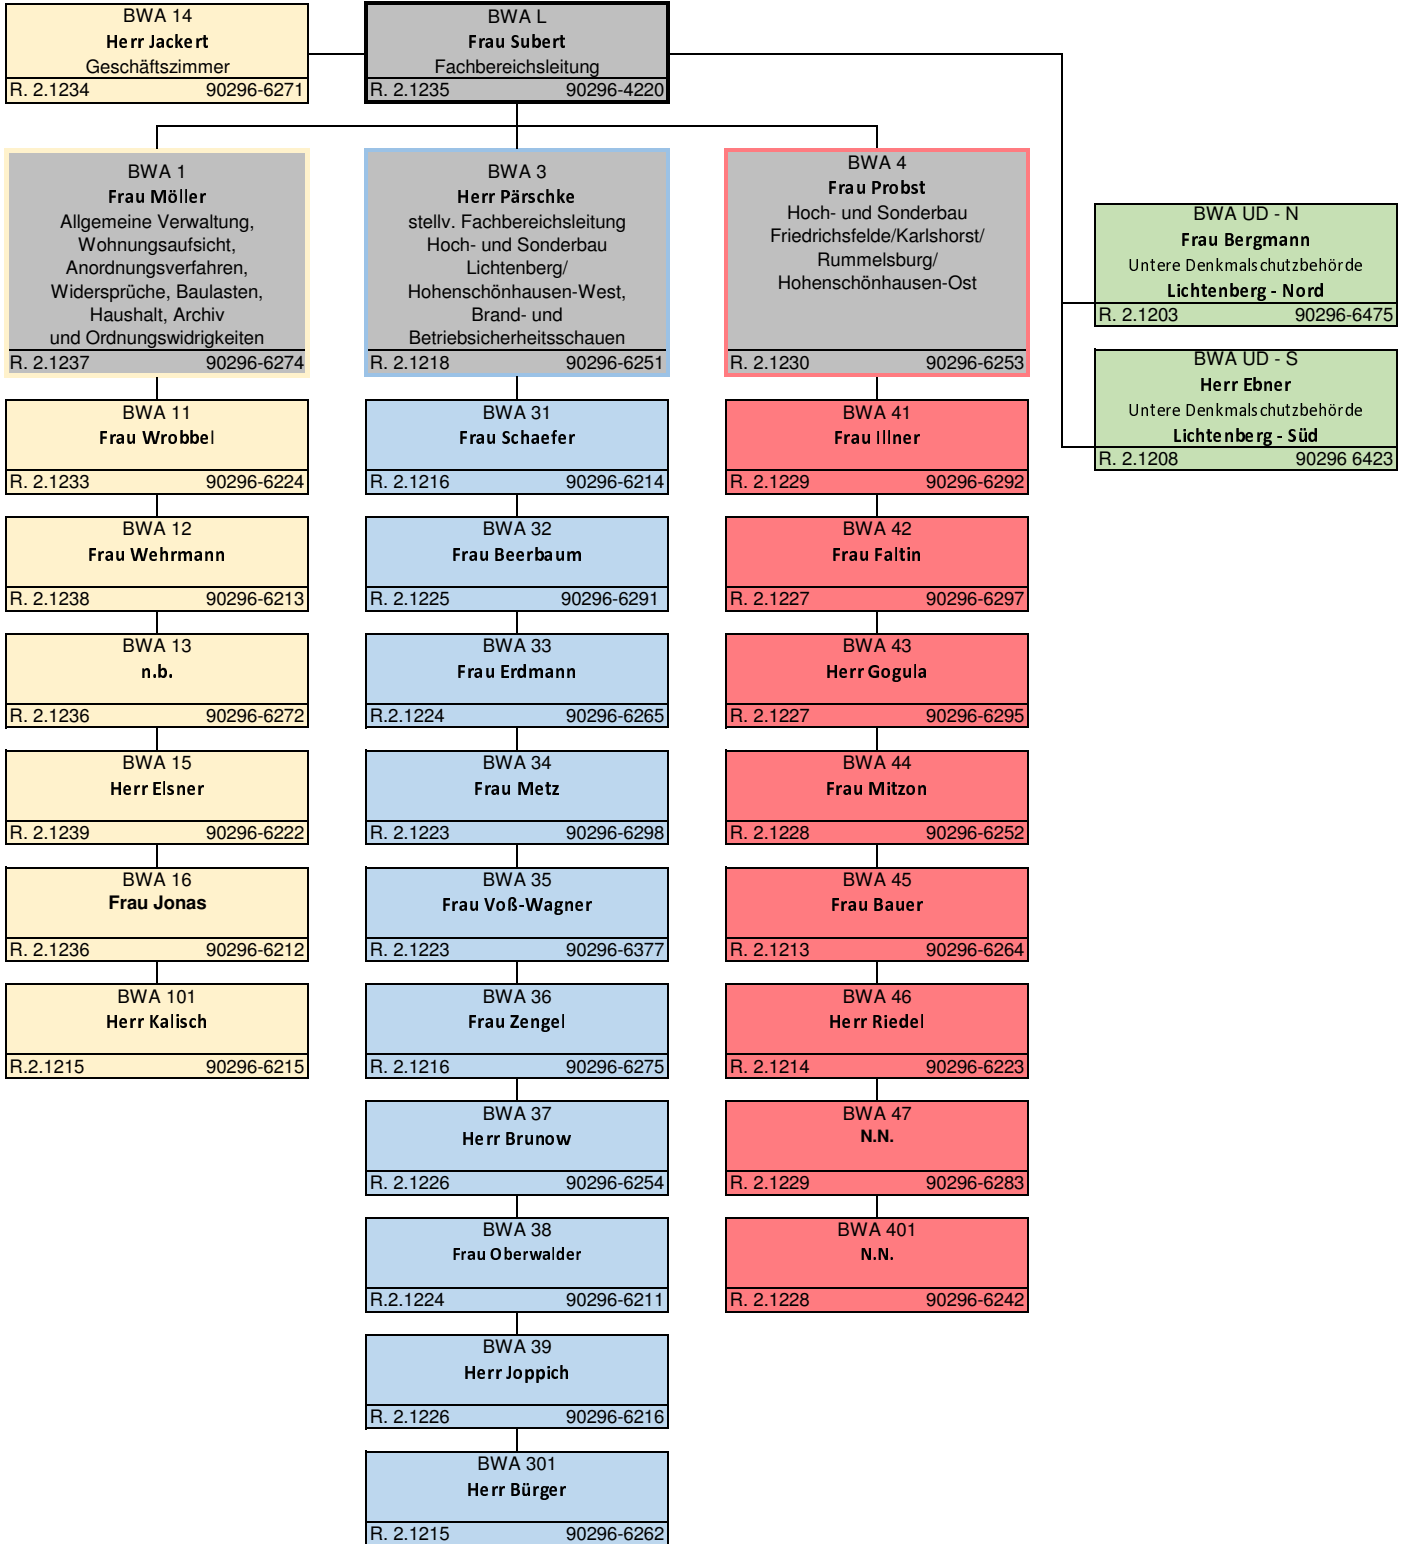 BWA 14
Herr Jackert
Geschäftszimmer
R. 2.1234 90296-6271
BWA L
Frau Subert
Fachbereichsleitung
R. 2.1235 90296-4220
BWA 1
Frau Möller
Allgemeine Verwaltung,
Wohnungsaufsicht,
Anordnungsverfahren,
Widersprüche, Baulasten,
Haushalt, Archiv
und Ordnungswidrigkeiten
R. 2.1237 90296-6274
BWA 11
Frau Wrobbel
R. 2.1233 90296-6224
BWA 12
Frau Wehrmann
R. 2.1238 90296-6213
BWA 13
n.b.
R. 2.1236 90296-6272
BWA 15
Herr Elsner
R. 2.1239 90296-6222
BWA 16
Frau Jonas
R. 2.1236 90296-6212
BWA 101
Herr Kalisch
R.2.1215 90296-6215
BWA 3
Herr Pärschke
stellv. Fachbereichsleitung
Hoch- und Sonderbau
Lichtenberg/
Hohenschönhausen-West,
Brand- und
Betriebsicherheitsschauen
R. 2.1218 90296-6251
BWA 31
Frau Schaefer
R. 2.1216 90296-6214
BWA 32
Frau Beerbaum
R. 2.1225 90296-6291
BWA 33
Frau Erdmann
R.2.1224 90296-6265
BWA 34
Frau Metz
R. 2.1223 90296-6298
BWA 35
Frau Voß-Wagner
R. 2.1223 90296-6377
BWA 36
Frau Zengel
R. 2.1216 90296-6275
BWA 37
Herr Brunow
R. 2.1226 90296-6254
BWA 38
Frau Oberwalder
R.2.1224 90296-6211
BWA 39
Herr Joppich
R. 2.1226 90296-6216
BWA 301
Herr Bürger
R. 2.1215 90296-6262
BWA 4
Frau Probst
Hoch- und Sonderbau
Friedrichsfelde/Karlshorst/
Rummelsburg/
Hohenschönhausen-Ost
R. 2.1230 90296-6253
BWA 41
Frau Illner
R. 2.1229 90296-6292
BWA 42
Frau Faltin
R. 2.1227 90296-6297
BWA 43
Herr Gogula
R. 2.1227 90296-6295
BWA 44
Frau Mitzon
R. 2.1228 90296-6252
BWA 45
Frau Bauer
R. 2.1213 90296-6264
BWA 46
Herr Riedel
R. 2.1214 90296-6223
BWA 47
N.N.
R. 2.1229 90296-6283
BWA 401
N.N.
R. 2.1228 90296-6242
BWA UD - N
Frau Bergmann
Untere Denkmalschutzbehörde
Lichtenberg - Nord
R. 2.1203 90296-6475
BWA UD - S
Herr Ebner
Untere Denkmalschutzbehörde
Lichtenberg - Süd
R. 2.1208 90296 6423